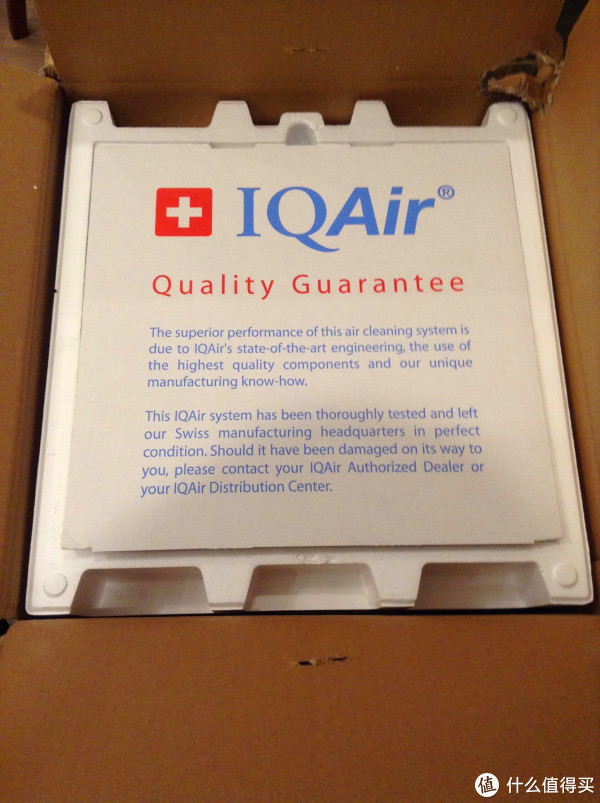 IQAir®
Quality Guarantee
The superior performance of this air cleaning system is
due to IQAir's state-of-the-art engineering, the use of
the highest quality components and our unique
manufacturing know-how.
This IQAir system has been thoroughly tested and left
our Swiss manufacturing headquarters in perfect
condition. Should it have been damaged on its way to
you, please contact your IQAir Authorized Dealer or
your IQAir Distribution Center.
值 什么值得买